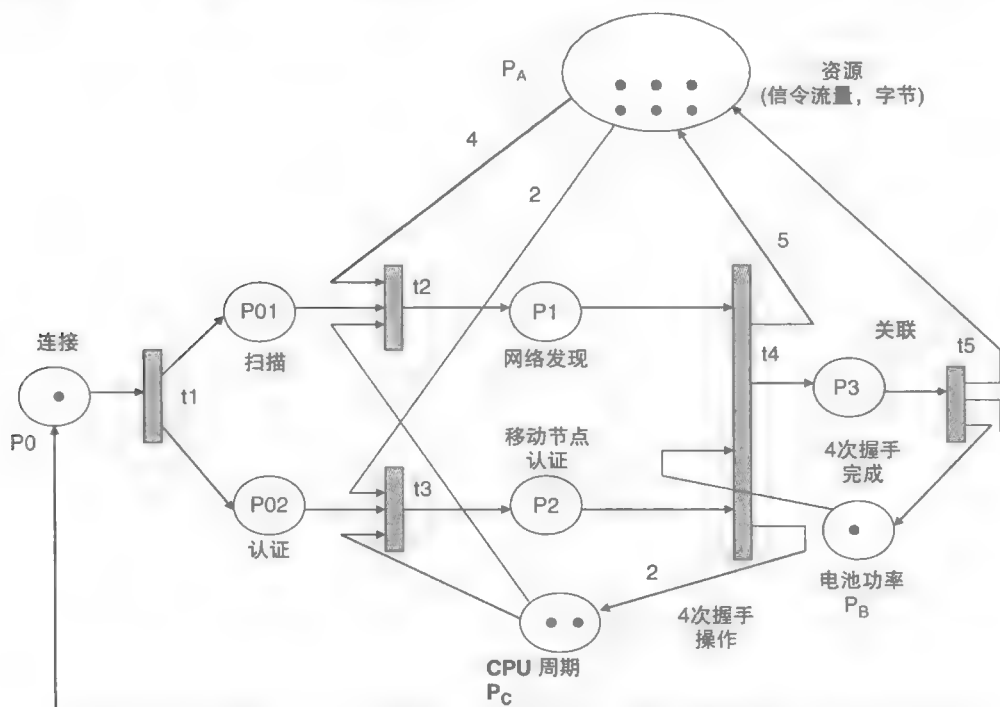 P_A
资源
(信令流量，字节)
4
2
5
t2
P01
扫描
P1
网络发现
连接
t1
P0
t4
关联
t5
P3
移动节点
认证
4次握手
完成
P02
认证
t3
P2
2
电池功率
P_B
4次握手
操作
CPU 周期
P_C